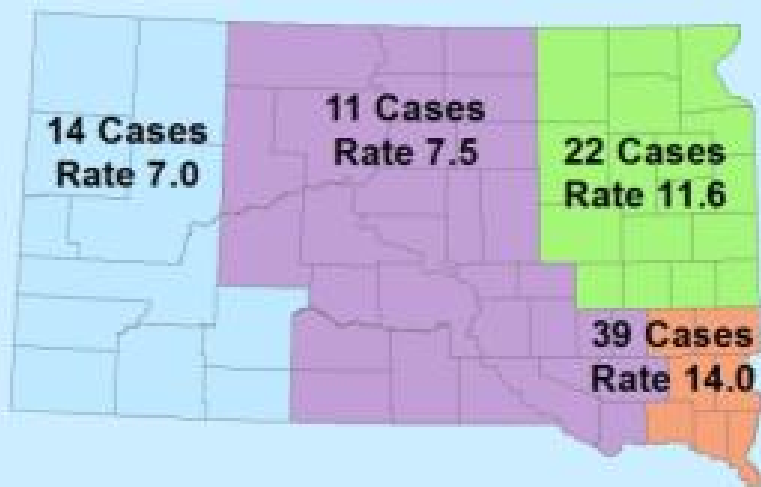 14 Cases
Rate 7.0
11 Cases
Rate 7.5
22 Cases
Rate 11.6
39 Cases
Rate 14.0